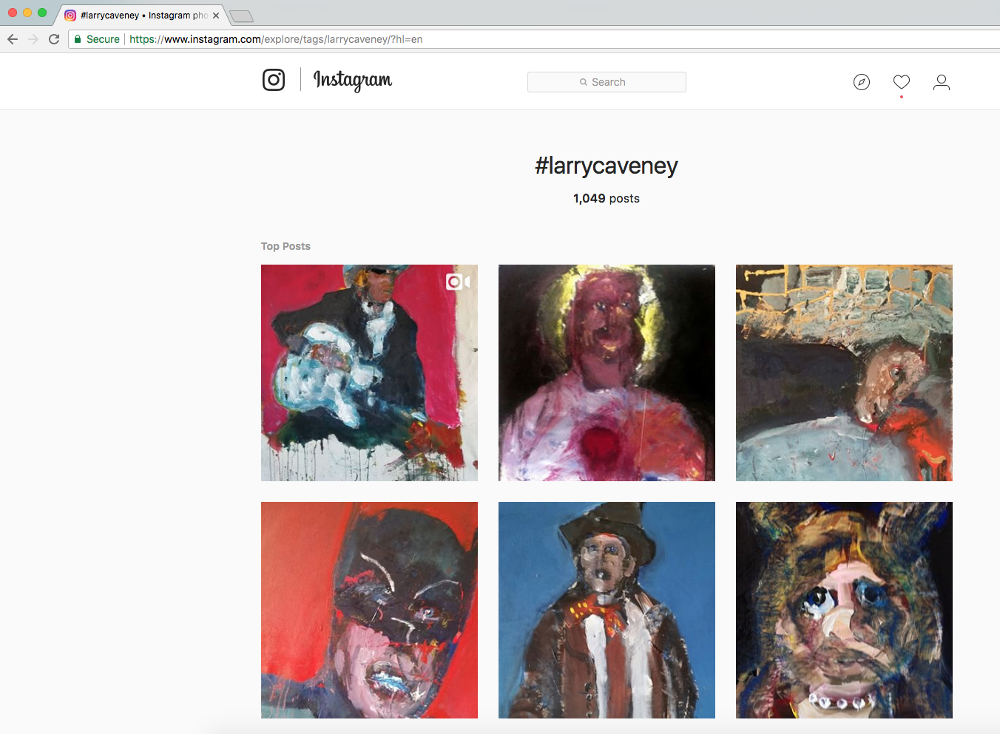 #larrycaveney • Instagram pho
Secure https://www.instagram.com/explore/tags/larrycaveney/?hl=en
Instagram
Search
#larrycaveney
1,049 posts
Top Posts